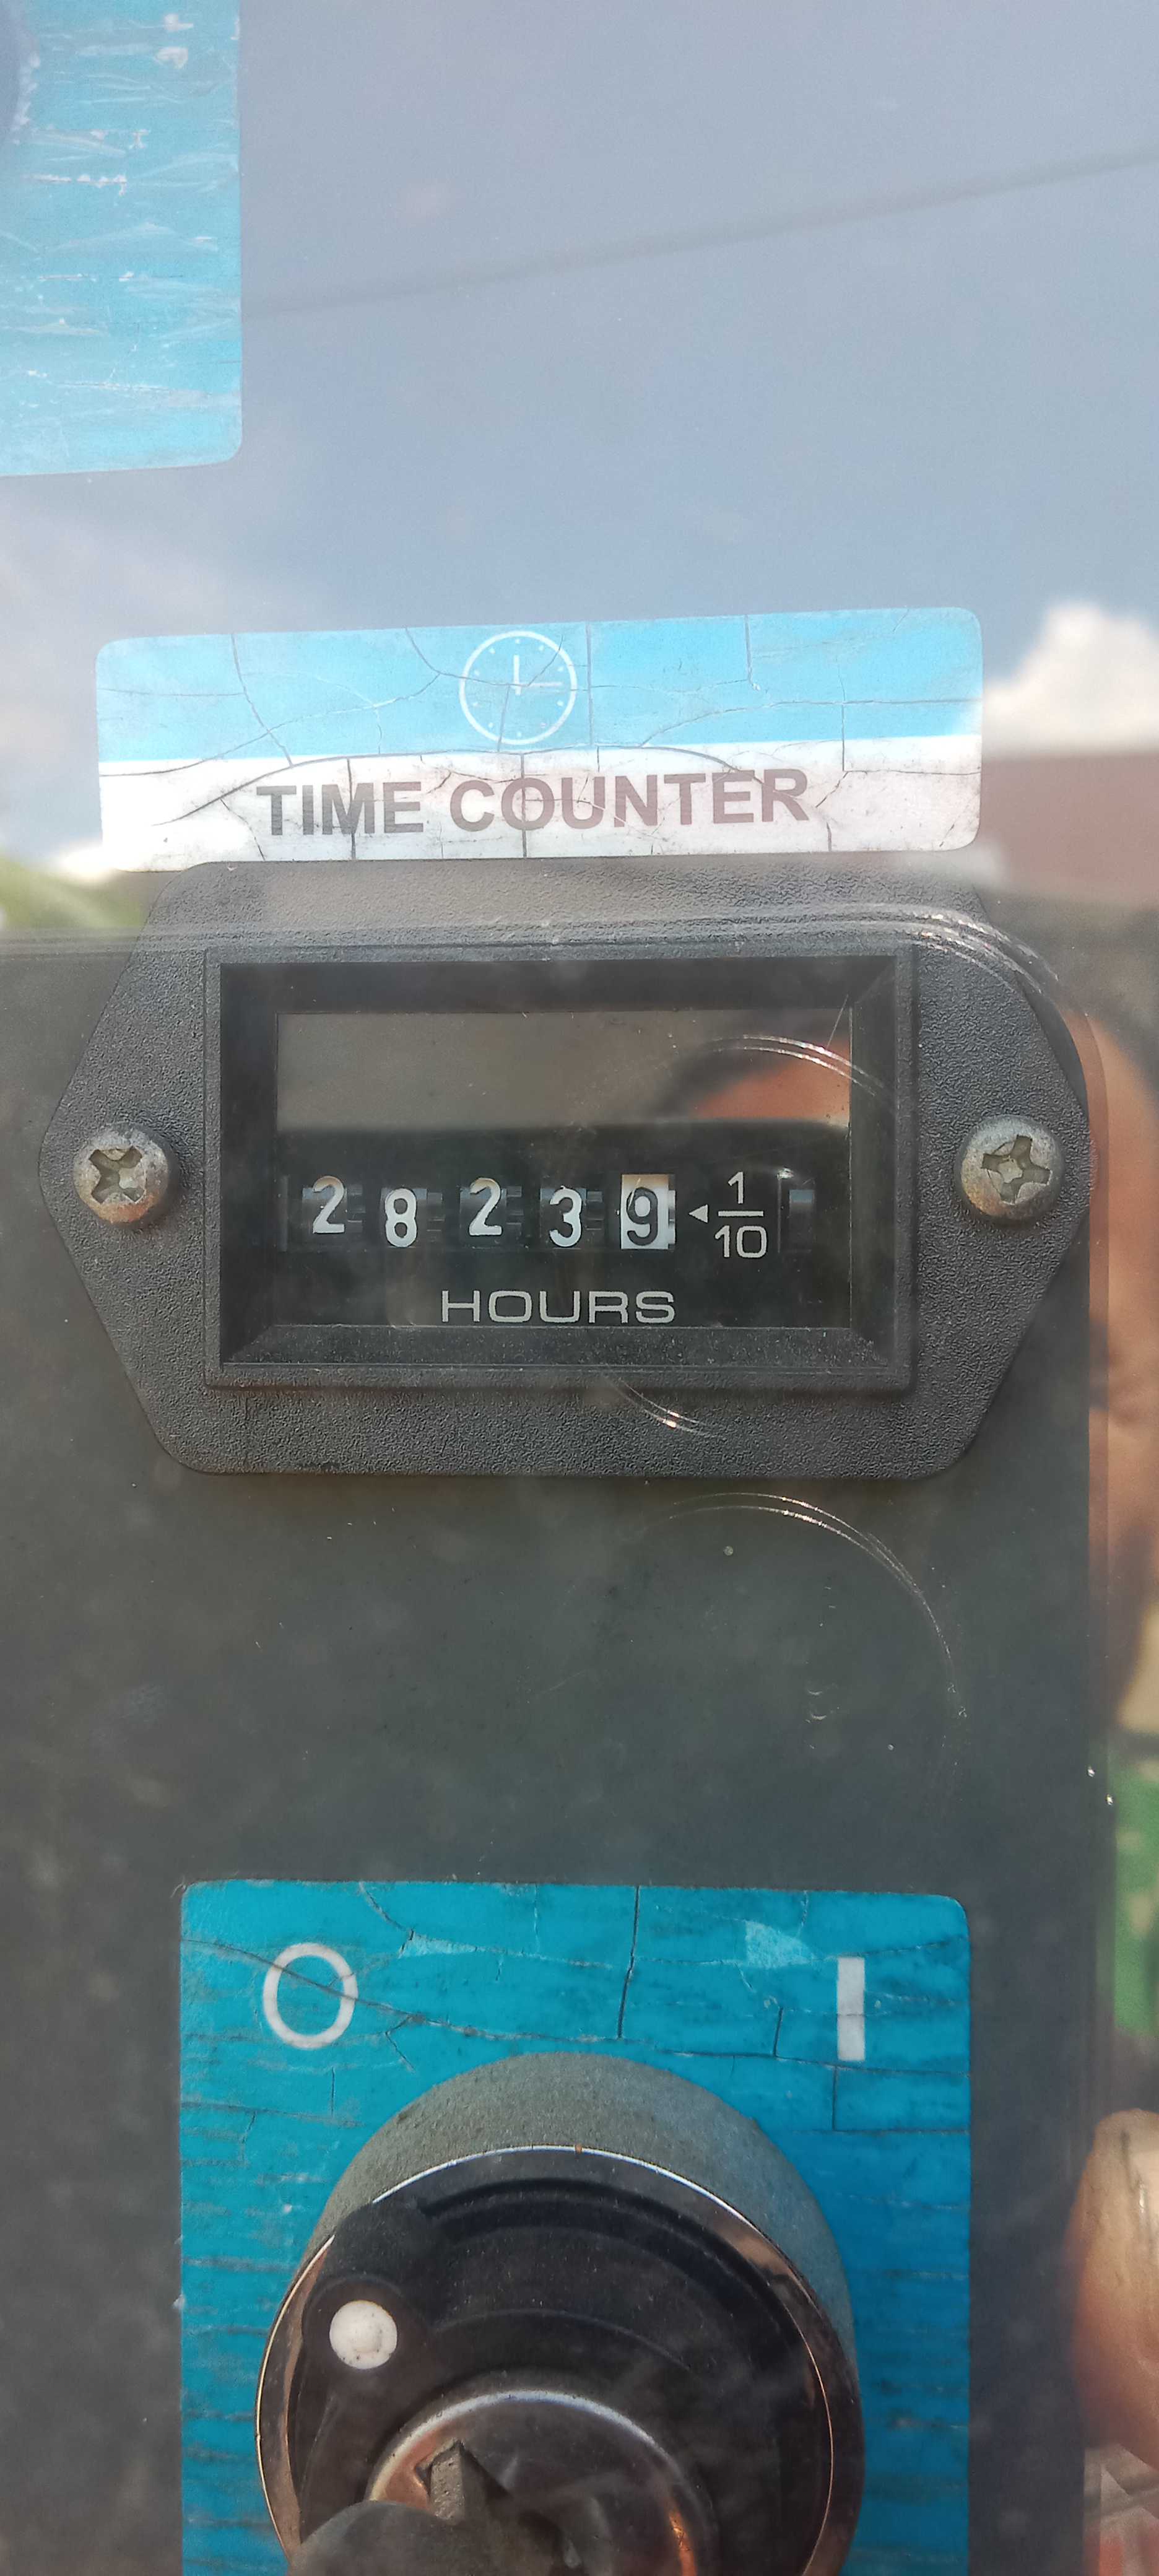 TIME COUNTER
2 8 2 3 9 ◄ 1/10
HOURS
O I